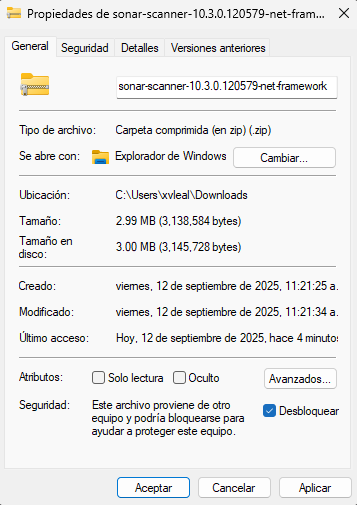 Propiedades de sonar-scanner-10.3.0.120579-net-fram...
General Seguridad Detalles Versiones anteriores
sonar-scanner-10.3.0.120579-net-framework
Tipo de archivo: Carpeta comprimida (en zip) (.zip)
Se abre con: Explorador de Windows Cambiar...
Ubicación: C:\Users\xvleal\Downloads
Tamaño: 2.99 MB (3,138,584 bytes)
Tamaño en disco: 3.00 MB (3,145,728 bytes)
Creado: viernes, 12 de septiembre de 2025, 11:21:25 a.
Modificado: viernes, 12 de septiembre de 2025, 11:21:34 a.
Último acceso: Hoy, 12 de septiembre de 2025, hace 4 minutos
Atributos: Solo lectura Oculto Avanzados...
Seguridad: Este archivo proviene de otro
equipo y podría bloquearse para
ayudar a proteger este equipo.
Desbloquear
Aceptar Cancelar Aplicar